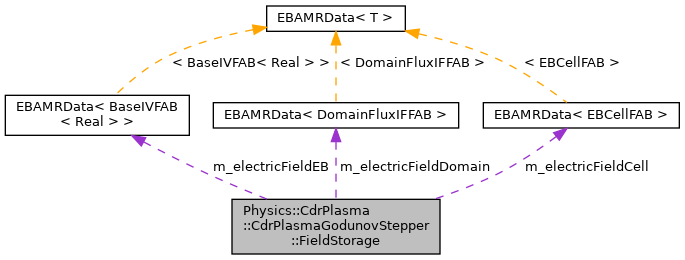 EBAMRData< T >
< BaseIVFAB< Real > >
< DomainFluxIFFAB >
< EBCellFAB >
EBAMRData< BaseIVFAB
< Real > >
EBAMRData< DomainFluxIFFAB >
EBAMRData< EBCellFAB >
m_electricFieldEB
m_electricFieldDomain
m_electricFieldCell
Physics::CdrPlasma
::CdrPlasmaGodunovStepper
::FieldStorage